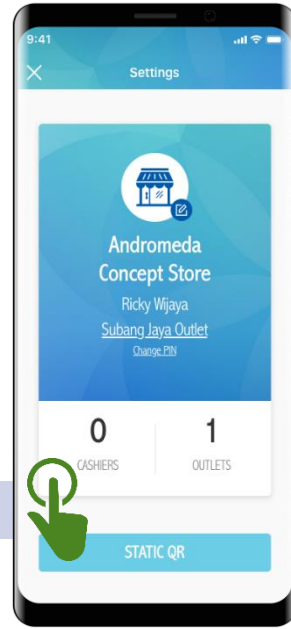 9:41
Settings
Andromeda
Concept Store
Ricky Wijaya
Subang Jaya Outlet
Change PIN
0 1
CASHIERS OUTLETS
STATIC QR